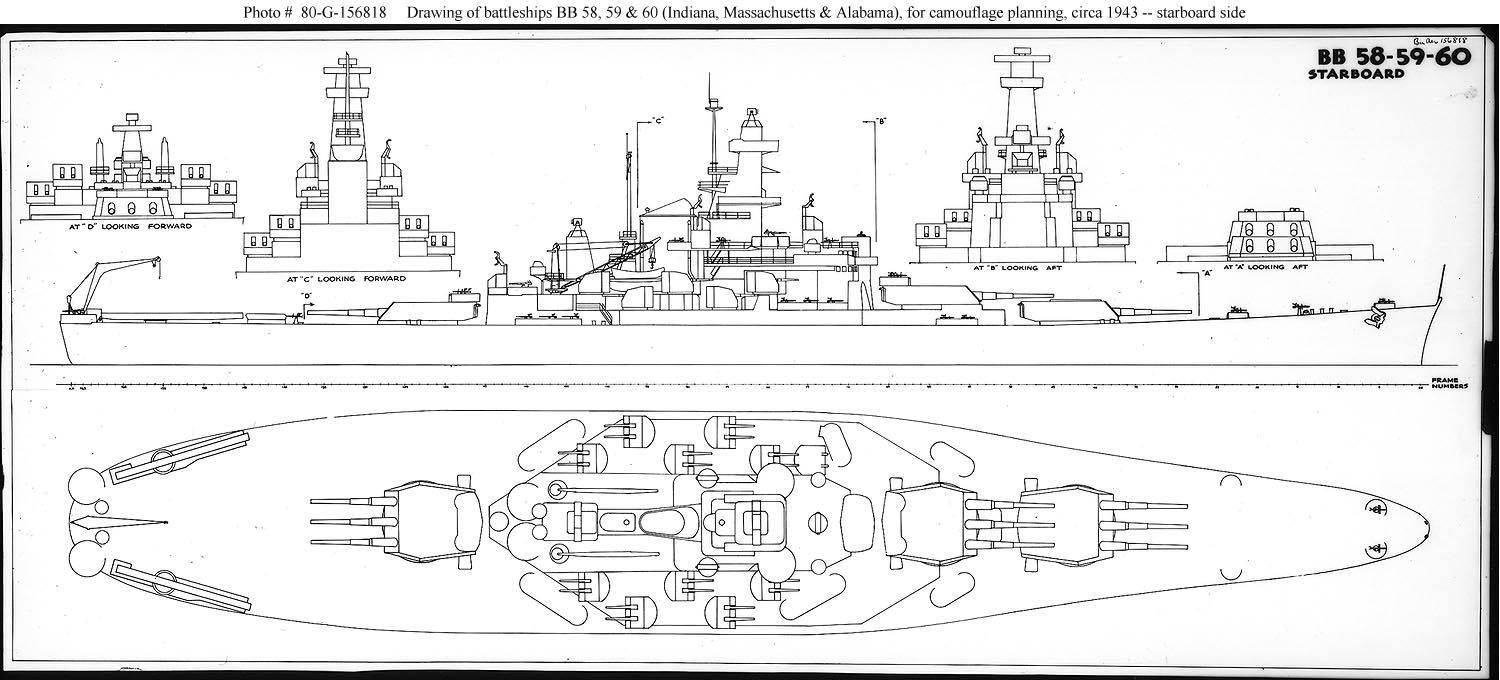 Photo # 80-G-156818 Drawing of battleships BB 58, 59 & 60 (Indiana, Massachusetts & Alabama), for camouflage planning, circa 1943 -- starboard side
BuAer 156818
BB 58-59-60
STARBOARD
"C"
"B"
AT "D" LOOKING FORWARD
AT "C" LOOKING FORWARD
AT "B" LOOKING AFT
AT "A" LOOKING AFT
"A"
"D"
FRAME
NUMBERS